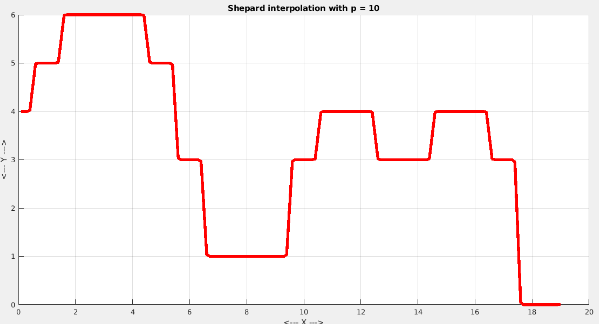 Shepard interpolation with p = 10
6
5
4
3
2
1
0
<--- Y --->
0 2 4 6 8 10 12 14 16 18 20
<--- X --->